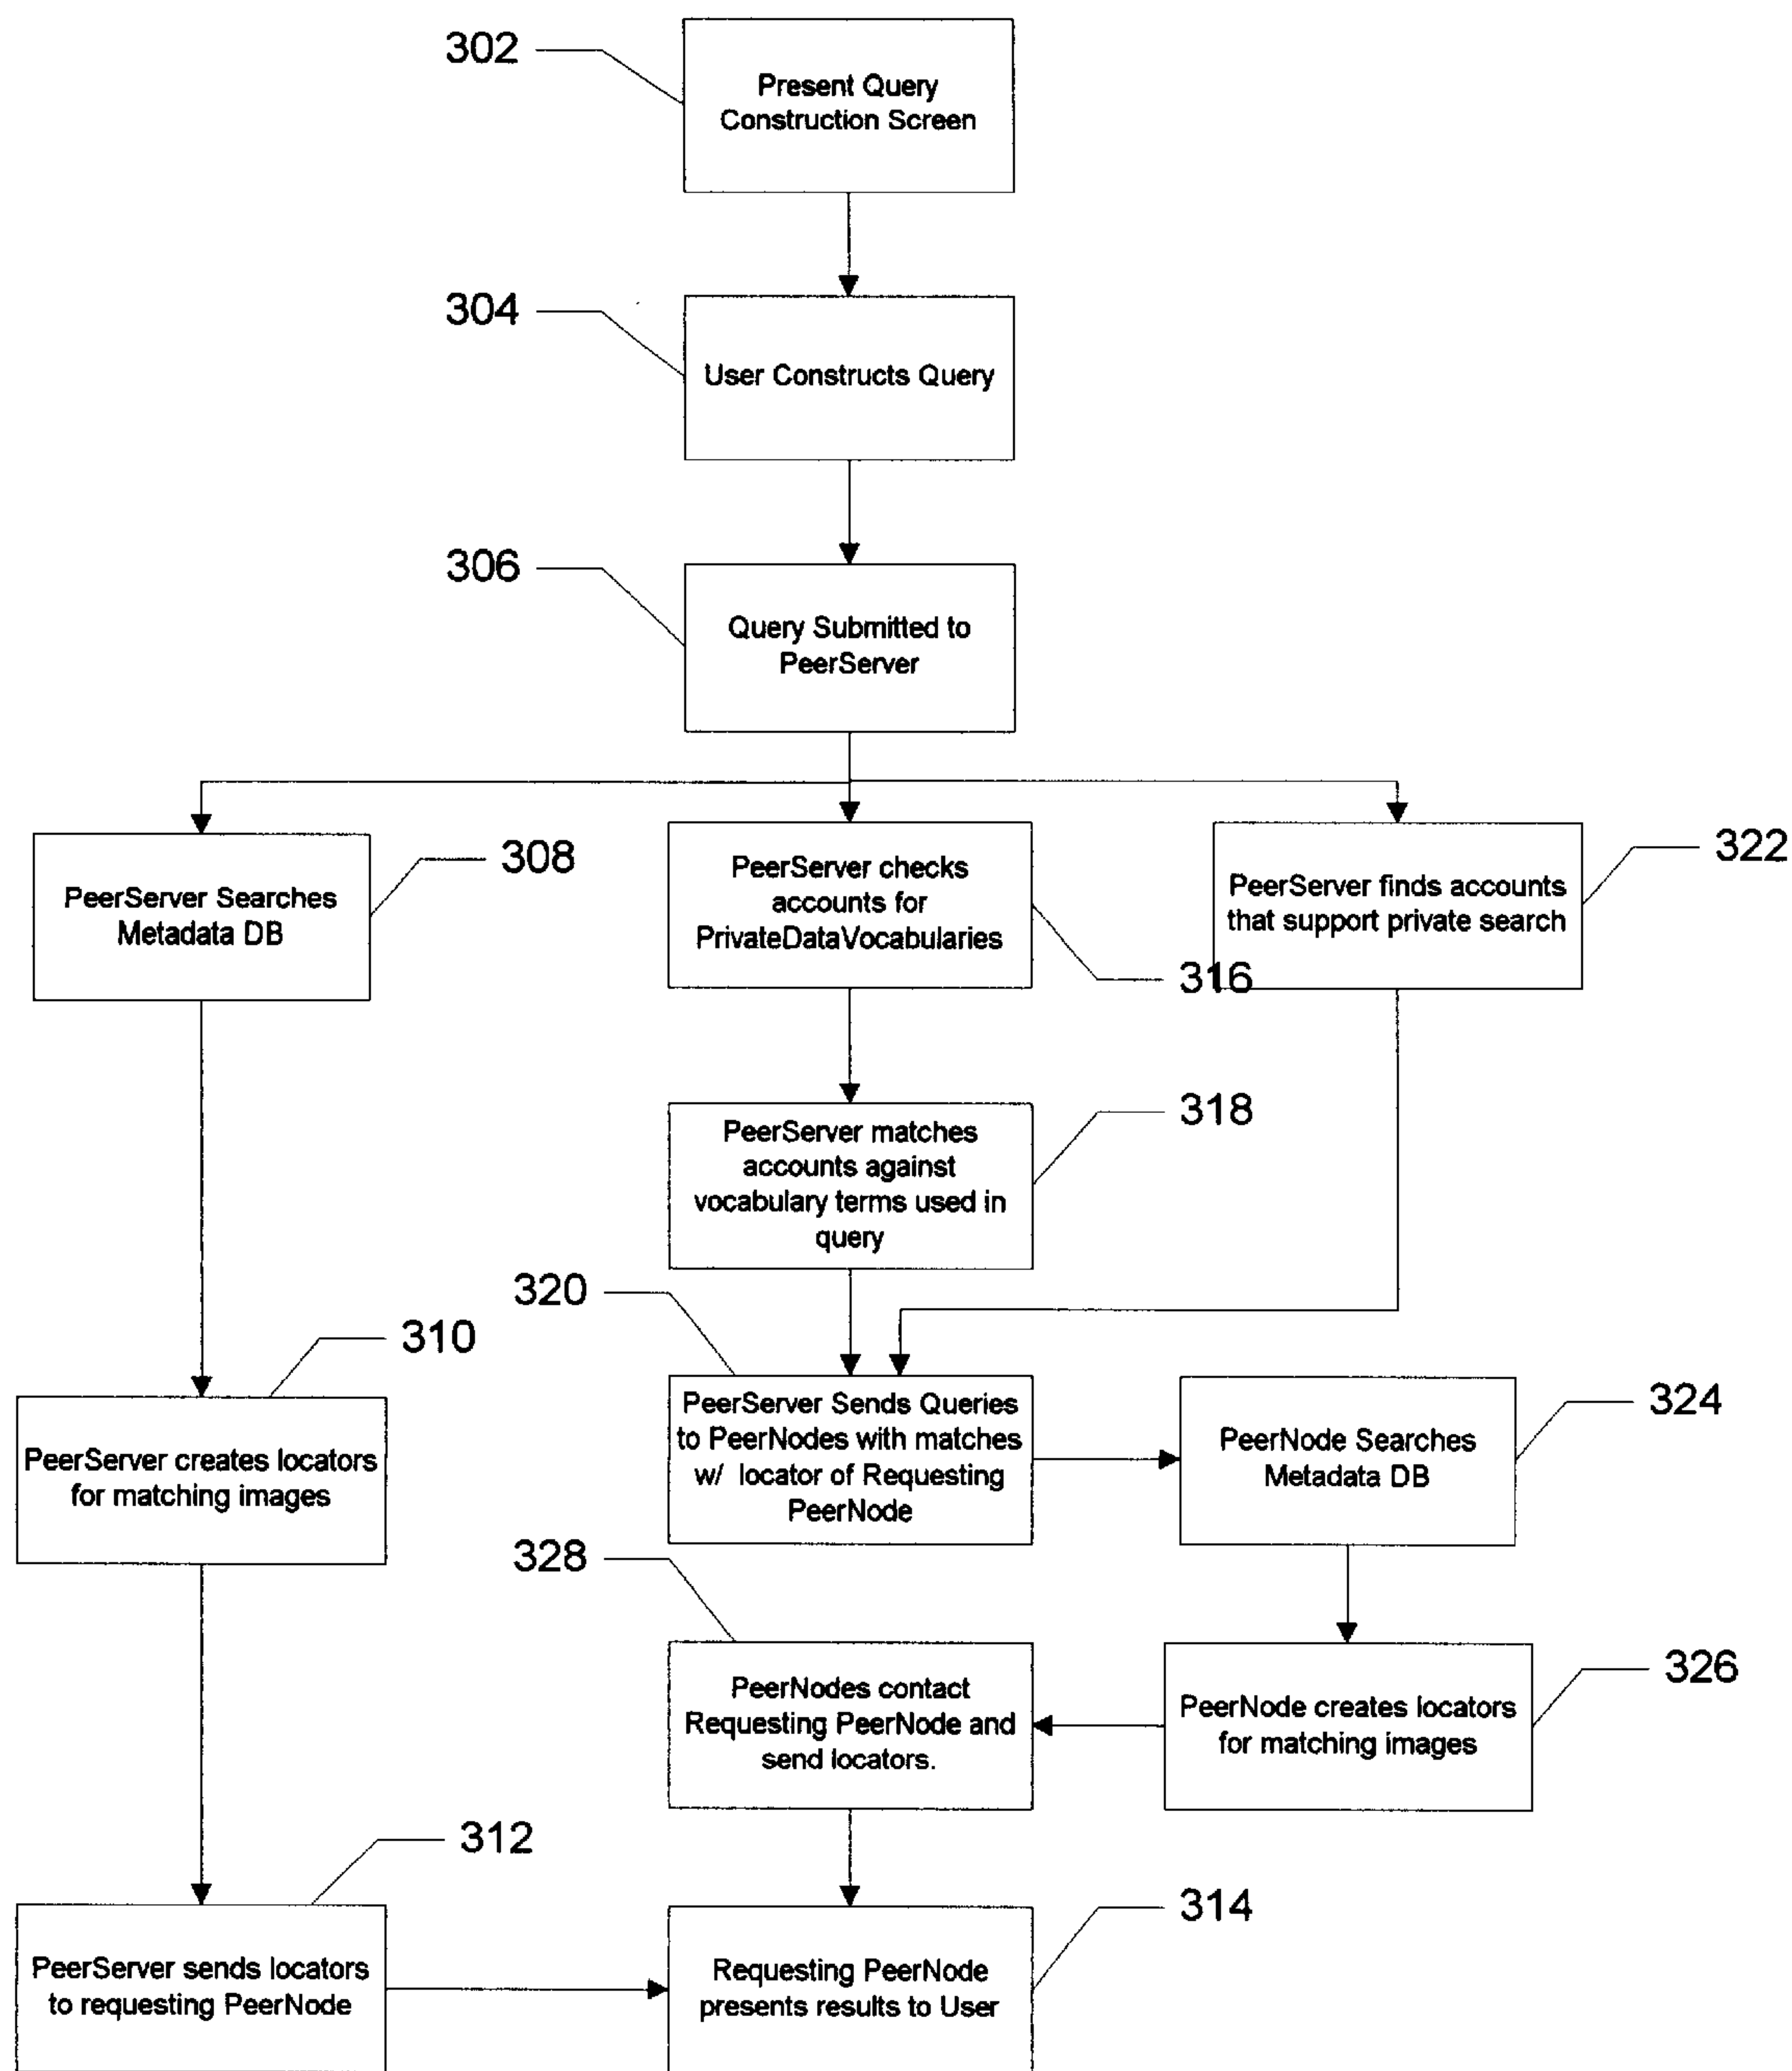 302
Present Query
Construction Screen
304
User Constructs Query
306
Query Submitted to
PeerServer
308
PeerServer Searches
Metadata DB
PeerServer checks
accounts for
PrivateDataVocabularies
316
322
PeerServer finds accounts
that support private search
318
PeerServer matches
accounts against
vocabulary terms used in
query
320
310
PeerServer creates locators
for matching images
PeerServer Sends Queries
to PeerNodes with matches
w/ locator of Requesting
PeerNode
324
PeerNode Searches
Metadata DB
328
PeerNodes contact
Requesting PeerNode and
send locators.
326
PeerNode creates locators
for matching images
312
PeerServer sends locators
to requesting PeerNode
314
Requesting PeerNode
presents results to User